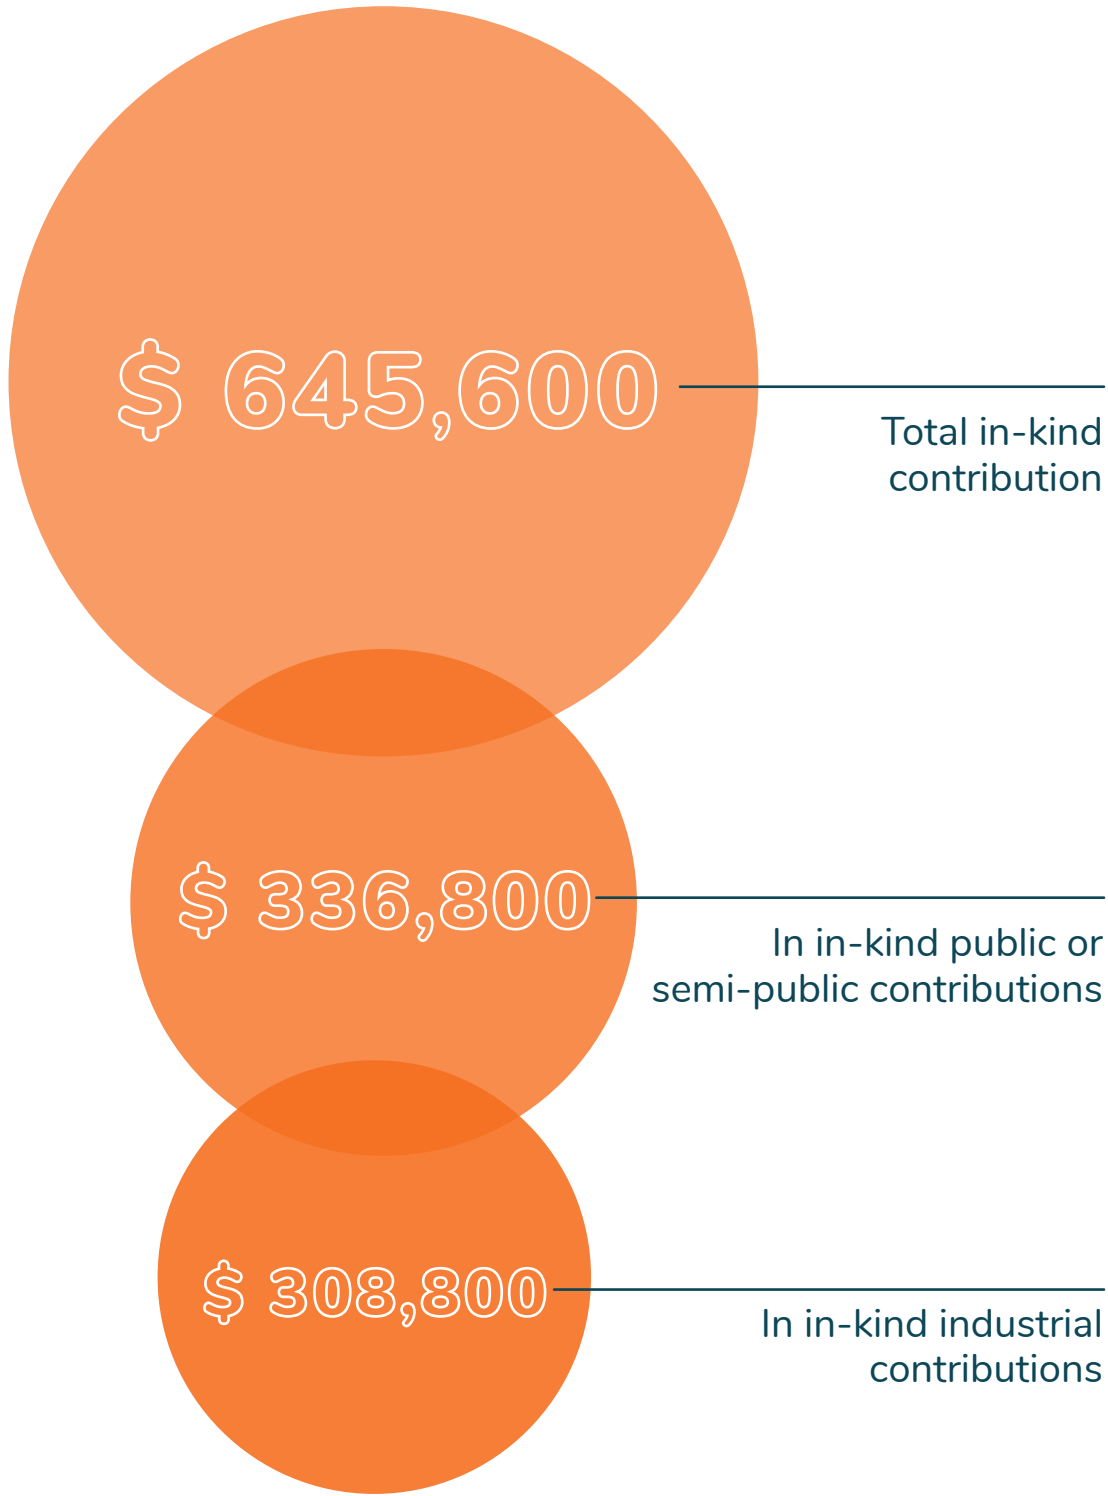 $ 645,600
Total in-kind
contribution
$ 336,800
In in-kind public or
semi-public contributions
$ 308,800
In in-kind industrial
contributions